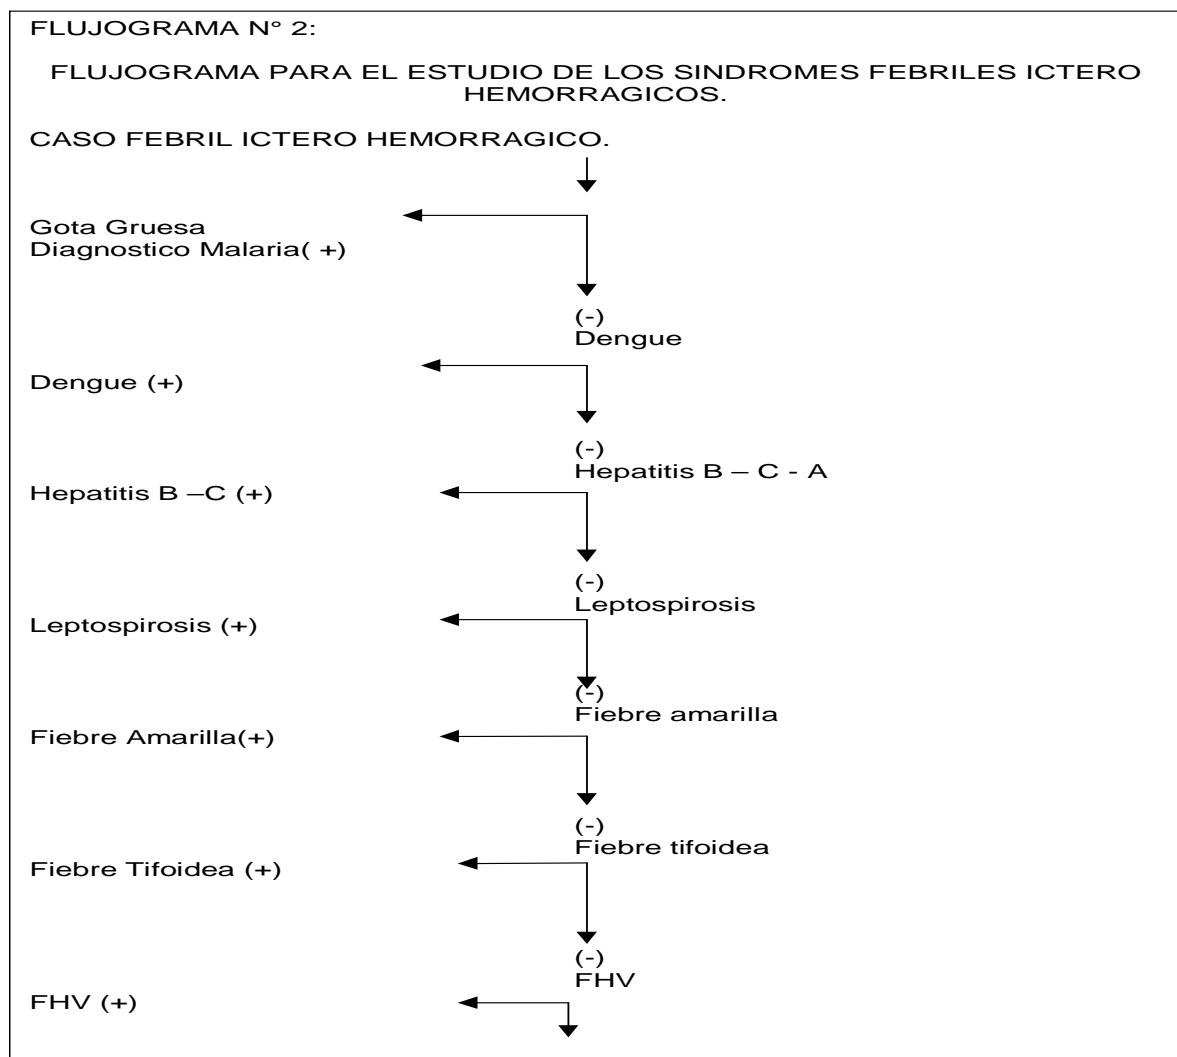 FLUJOGRAMA N° 2:
FLUJOGRAMA PARA EL ESTUDIO DE LOS SINDROMES FEBRILES ICTERO
HEMORRAGICOS.
CASO FEBRIL ICTERO HEMORRAGICO.
Gota Gruesa
Diagnostico Malaria( +)
(-)
Dengue
Dengue (+)
(-)
Hepatitis B – C - A
Hepatitis B –C (+)
(-)
Leptospirosis
Leptospirosis (+)
(-)
Fiebre amarilla
Fiebre Amarilla(+)
(-)
Fiebre tifoidea
Fiebre Tifoidea (+)
(-)
FHV
FHV (+)